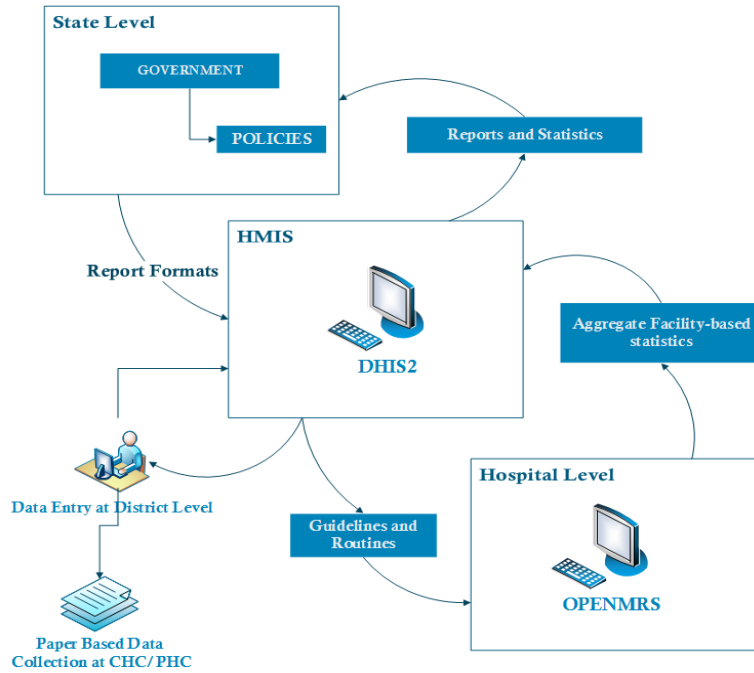 State Level
GOVERNMENT
POLICIES
Reports and Statistics
HMIS
Report Formats
DHIS2
Aggregate Facility-based
statistics
Data Entry at District Level
Guidelines and
Routines
Hospital Level
OPENMRS
Paper Based Data
Collection at CHC/PHC